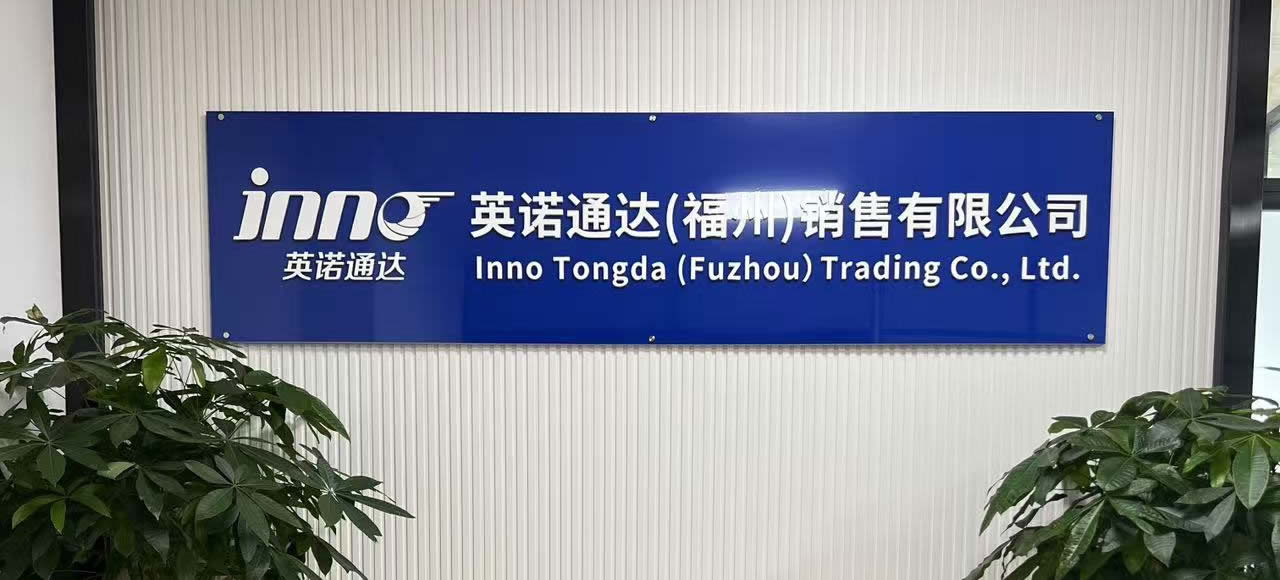 inno
英诺通达
英诺通达(福州)销售有限公司
Inno Tongda (Fuzhou) Trading Co., Ltd.